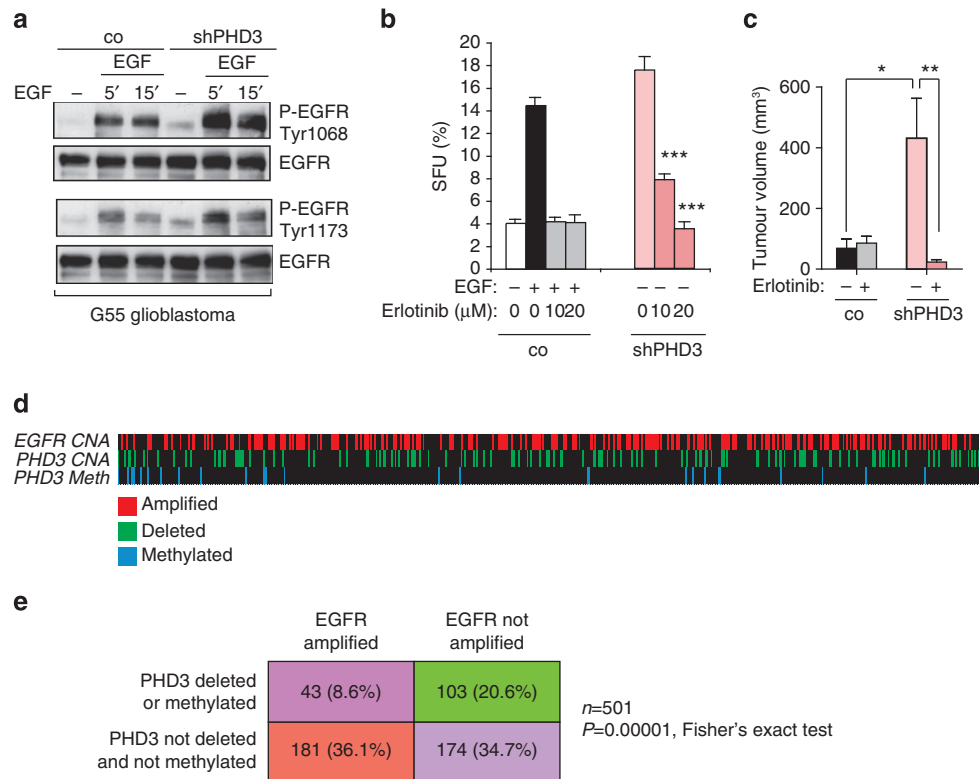 a
co shPHD3
EGF EGF
EGF – 5′ 15′ – 5′ 15′
P-EGFR
Tyr1068
EGFR
P-EGFR
Tyr1173
EGFR
G55 glioblastoma
b
SFU (%)
20
18
16
14
12
10
8
6
4
2
0
***
***
EGF: – + + + – – –
Erlotinib (μM): 0 0 10 20 0 10 20
co shPHD3
c
Tumour volume (mm³)
* **
600
400
200
0
Erlotinib: – + – +
co shPHD3
d
EGFR CNA
PHD3 CNA
PHD3 Meth
Amplified
Deleted
Methylated
e
EGFR
amplified
EGFR not
amplified
PHD3 deleted
or methylated
43 (8.6%) 103 (20.6%)
PHD3 not deleted
and not methylated
181 (36.1%) 174 (34.7%)
n=501
P=0.00001, Fisher's exact test